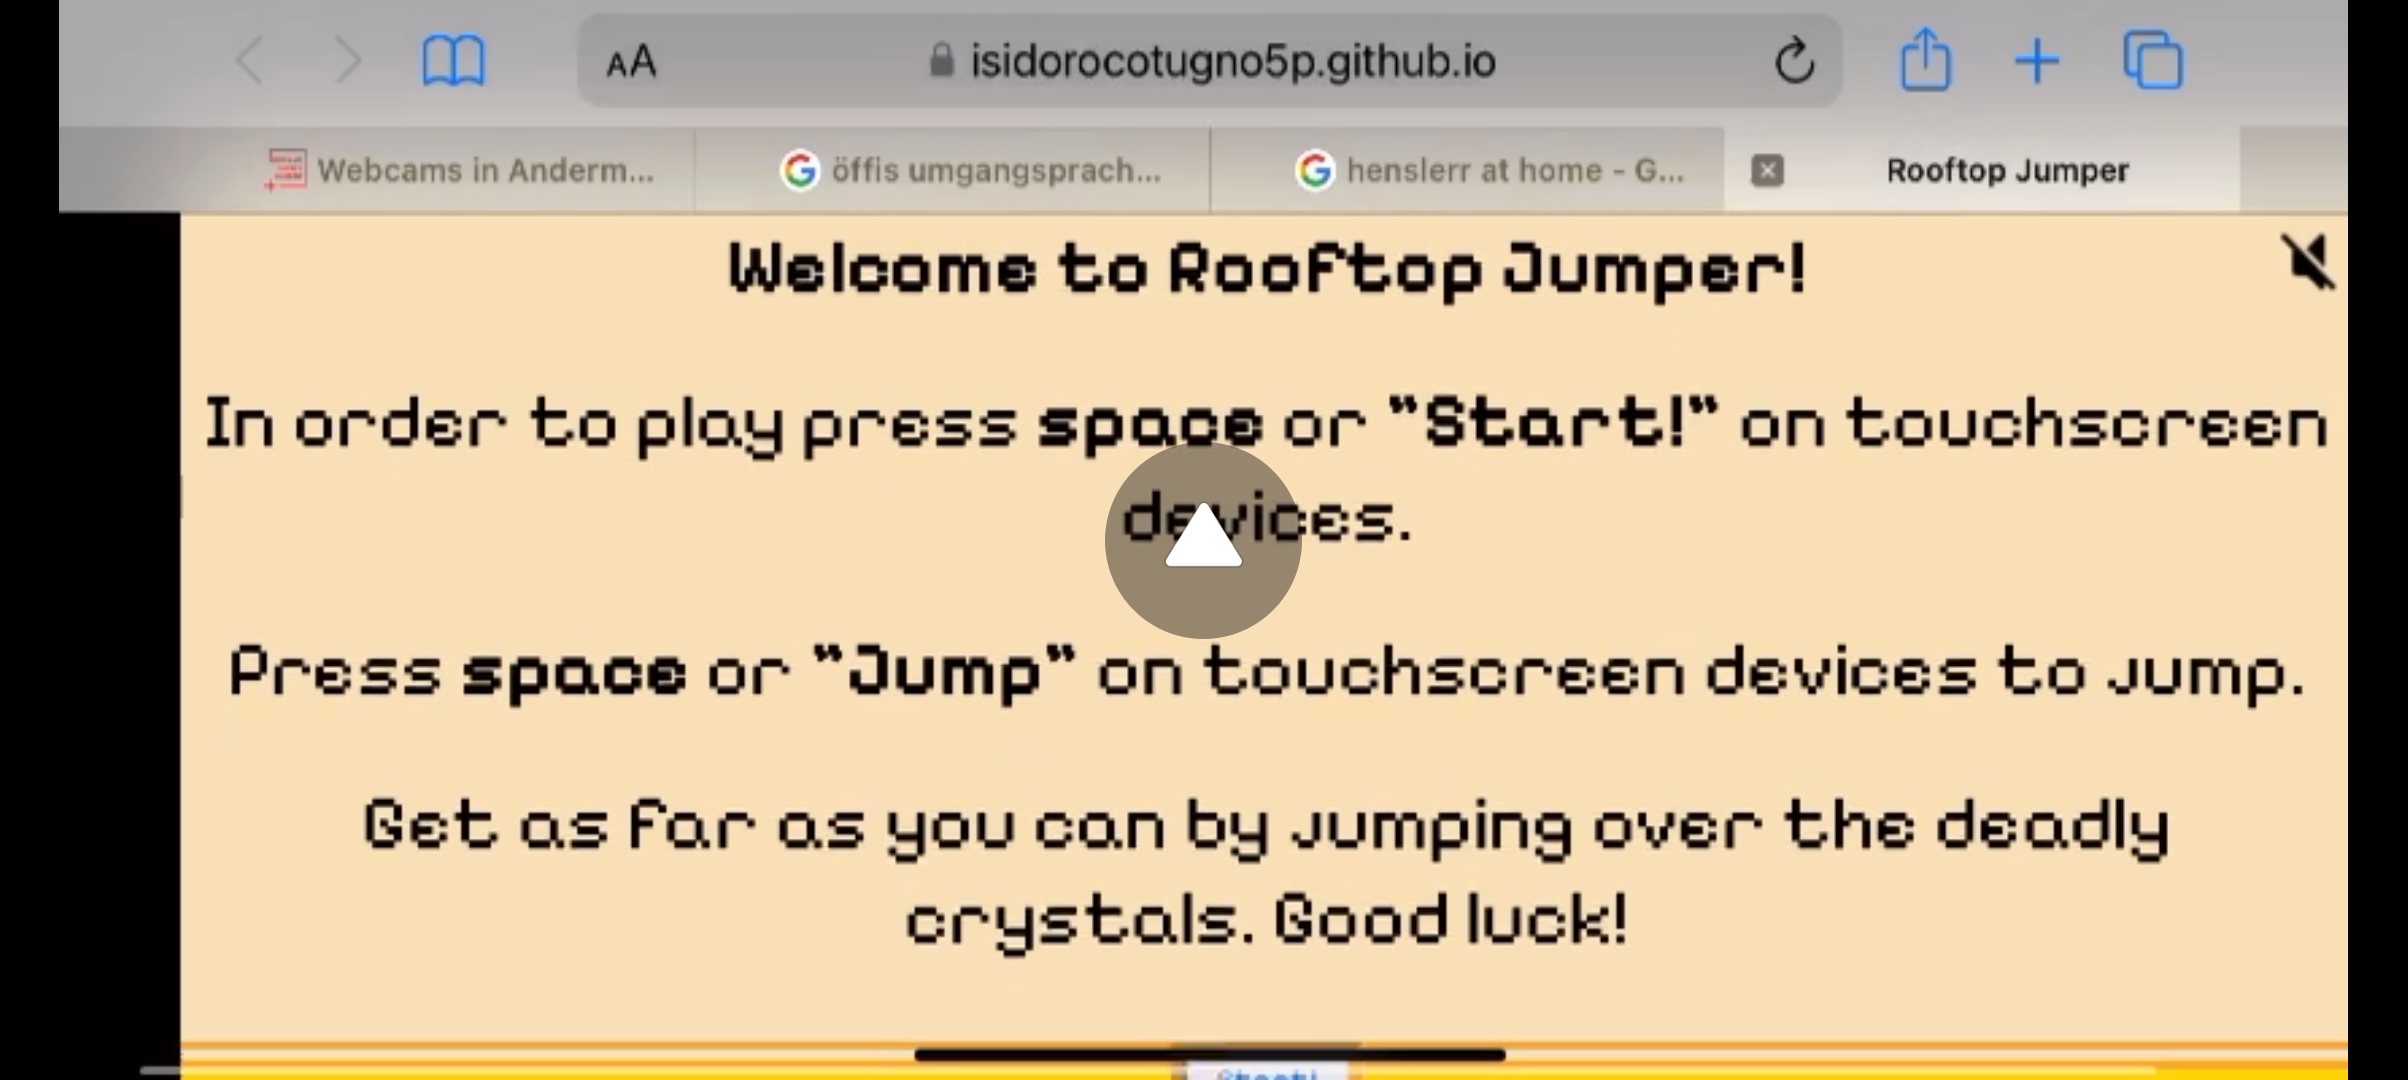 AA
isidorocotugno5p.github.io
Webcams in Anderm...
öffis umgangsprach...
henslerr at home - G...
Rooftop Jumper
Welcome to Rooftop Jumper!
In order to play press space or "Start!" on touchscreen
devices.
Press space or "Jump" on touchscreen devices to jump.
Get as far as you can by jumping over the deadly
crystals. Good luck!